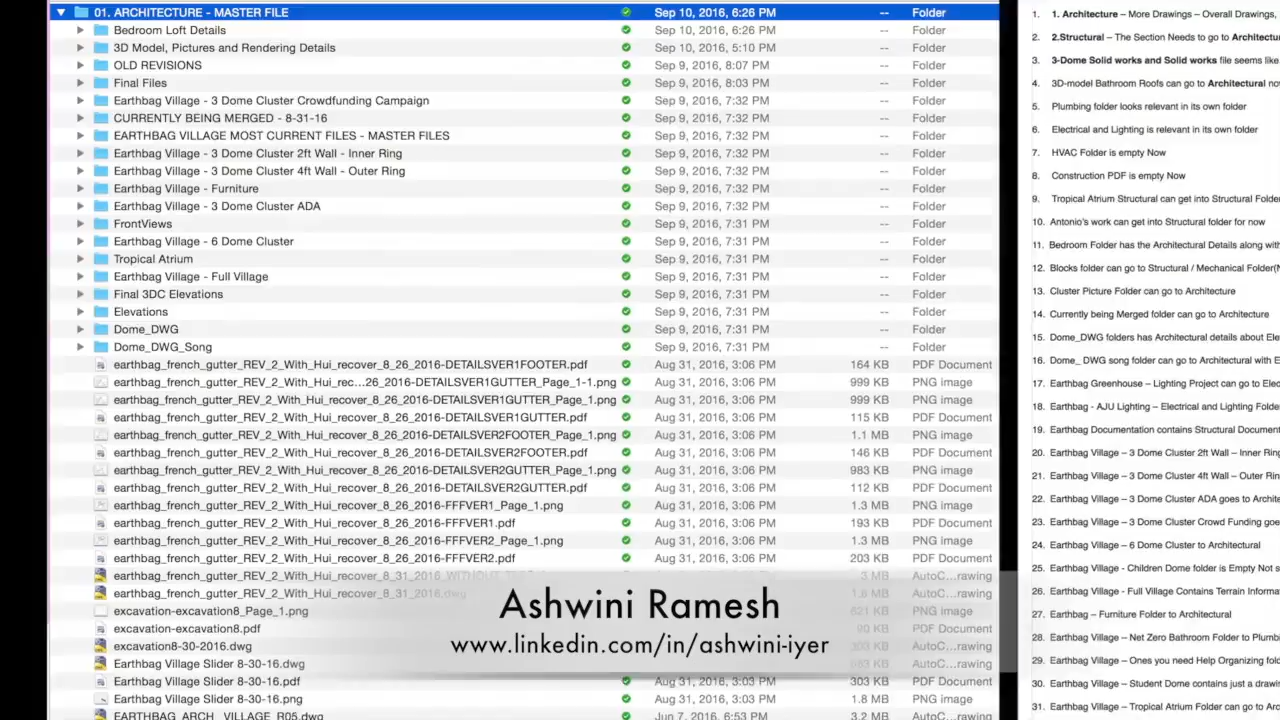 01. ARCHITECTURE - MASTER FILE Sep 10, 2016, 6:26 PM -- Folder
Bedroom Loft Details Sep 10, 2016, 6:26 PM -- Folder
3D Model, Pictures and Rendering Details Sep 10, 2016, 5:10 PM -- Folder
OLD REVISIONS Sep 9, 2016, 8:07 PM -- Folder
Final Files Sep 9, 2016, 8:03 PM -- Folder
Earthbag Village - 3 Dome Cluster Crowdfunding Campaign Sep 9, 2016, 7:32 PM -- Folder
CURRENTLY BEING MERGED - 8-31-16 Sep 9, 2016, 7:32 PM -- Folder
EARTHBAG VILLAGE MOST CURRENT FILES - MASTER FILES Sep 9, 2016, 7:32 PM -- Folder
Earthbag Village - 3 Dome Cluster 2ft Wall - Inner Ring Sep 9, 2016, 7:32 PM -- Folder
Earthbag Village - 3 Dome Cluster 4ft Wall - Outer Ring Sep 9, 2016, 7:32 PM -- Folder
Earthbag Village - Furniture Sep 9, 2016, 7:32 PM -- Folder
Earthbag Village - 3 Dome Cluster ADA Sep 9, 2016, 7:32 PM -- Folder
FrontViews Sep 9, 2016, 7:31 PM -- Folder
Earthbag Village - 6 Dome Cluster Sep 9, 2016, 7:31 PM -- Folder
Tropical Atrium Sep 9, 2016, 7:31 PM -- Folder
Earthbag Village - Full Village Sep 9, 2016, 7:31 PM -- Folder
Final 3DC Elevations Sep 9, 2016, 7:31 PM -- Folder
Elevations Sep 9, 2016, 7:31 PM -- Folder
Dome_DWG Sep 9, 2016, 7:31 PM -- Folder
Dome_DWG_Song Sep 9, 2016, 7:31 PM -- Folder
earthbag_french_gutter_REV_2_With_Hui_recover_8_26_2016-DETAILSVER1FOOTER.pdf Aug 31, 2016, 3:06 PM 164 KB PDF Document
earthbag_french_gutter_REV_2_With_Hui_rec...26_2016-DETAILSVER1GUTTER_Page_1-1.png Aug 31, 2016, 3:06 PM 999 KB PNG image
earthbag_french_gutter_REV_2_With_Hui_recover_8_26_2016-DETAILSVER1GUTTER_Page_1.png Aug 31, 2016, 3:06 PM 999 KB PNG image
earthbag_french_gutter_REV_2_With_Hui_recover_8_26_2016-DETAILSVER1GUTTER.pdf Aug 31, 2016, 3:06 PM 115 KB PDF Document
earthbag_french_gutter_REV_2_With_Hui_recover_8_26_2016-DETAILSVER2FOOTER_Page_1.png Aug 31, 2016, 3:06 PM 1.1 MB PNG image
earthbag_french_gutter_REV_2_With_Hui_recover_8_26_2016-DETAILSVER2FOOTER.pdf Aug 31, 2016, 3:06 PM 146 KB PDF Document
earthbag_french_gutter_REV_2_With_Hui_recover_8_26_2016-DETAILSVER2GUTTER_Page_1.png Aug 31, 2016, 3:06 PM 983 KB PNG image
earthbag_french_gutter_REV_2_With_Hui_recover_8_26_2016-DETAILSVER2GUTTER.pdf Aug 31, 2016, 3:06 PM 112 KB PDF Document
earthbag_french_gutter_REV_2_With_Hui_recover_8_26_2016-FFFVER1_Page_1.png Aug 31, 2016, 3:06 PM 1.3 MB PNG image
earthbag_french_gutter_REV_2_With_Hui_recover_8_26_2016-FFFVER1.pdf Aug 31, 2016, 3:06 PM 193 KB PDF Document
earthbag_french_gutter_REV_2_With_Hui_recover_8_26_2016-FFFVER2_Page_1.png Aug 31, 2016, 3:06 PM 1.3 MB PNG image
earthbag_french_gutter_REV_2_With_Hui_recover_8_26_2016-FFFVER2.pdf Aug 31, 2016, 3:06 PM 203 KB PDF Document
earthbag_french_gutter_REV_2_With_Hui_recover_8_31_2016 MB AutoC...rawing
earthbag_french_gutter_REV_2_With_Hui_recover_8_31_2016.dwg 1.6 MB AutoC...rawing
excavation-excavation8_Page_1.png 621 KB PNG image
excavation-excavation8.pdf 90 KB PDF Document
excavation8-30-2016.dwg 303 KB AutoC...rawing
Earthbag Village Slider 8-30-16.dwg AutoC...rawing
Earthbag Village Slider 8-30-16.pdf Aug 31, 2016, 3:03 PM 303 KB PDF Document
Earthbag Village Slider 8-30-16.png Aug 31, 2016, 3:03 PM 1.8 MB PNG image
EARTHBAG_ARCH_VILLAGE_R05.dwg Jun 7, 2016, 6:53 PM 3.2 MB AutoC...rawing
Ashwini Ramesh
www.linkedin.com/in/ashwini-iyer
1. 1. Architecture – More Drawings – Overall Drawings,
2. 2.Structural – The Section Needs to go to Architectu
3. 3-Dome Solid works and Solid works file seems like
4. 3D-model Bathroom Roofs can go to Architectural no
5. Plumbing folder looks relevant in its own folder
6. Electrical and Lighting is relevant in its own folder
7. HVAC Folder is empty Now
8. Construction PDF is empty Now
9. Tropical Atrium Structural can get into Structural Folde
10. Antonio's work can get into Structural folder for now
11. Bedroom Folder has the Architectural Details along with
12. Blocks folder can go to Structural / Mechanical Folder(N
13. Cluster Picture Folder can go to Architecture
14. Currently being Merged folder can go to Architecture
15. Dome_DWG folders has Architectural details about Ele
16. Dome_ DWG song folder can go to Architectural with E
17. Earthbag Greenhouse – Lighting Project can go to Elec
18. Earthbag - AJU Lighting – Electrical and Lighting Folde
19. Earthbag Documentation contains Structural Document
20. Earthbag Village – 3 Dome Cluster 2ft Wall – Inner Ring
21. Earthbag Village – 3 Dome Cluster 4ft Wall – Outer Rin
22. Earthbag Village – 3 Dome Cluster ADA goes to Archite
23. Earthbag Village – 3 Dome Cluster Crowd Funding goe
24. Earthbag Village – 6 Dome Cluster to Architectural
25. Earthbag Village - Children Dome folder is Empty Not s
26. Earthbag Village - Full Village Contains Terrain Informat
27. Earthbag – Furniture Folder to Architectural
28. Earthbag Village – Net Zero Bathroom Folder to Plumb
29. Earthbag Village – Ones you need Help Organizing fold
30. Earthbag Village – Student Dome contains just a drawin
31. Earthbag Village – Tropical Atrium Folder can go to Arc